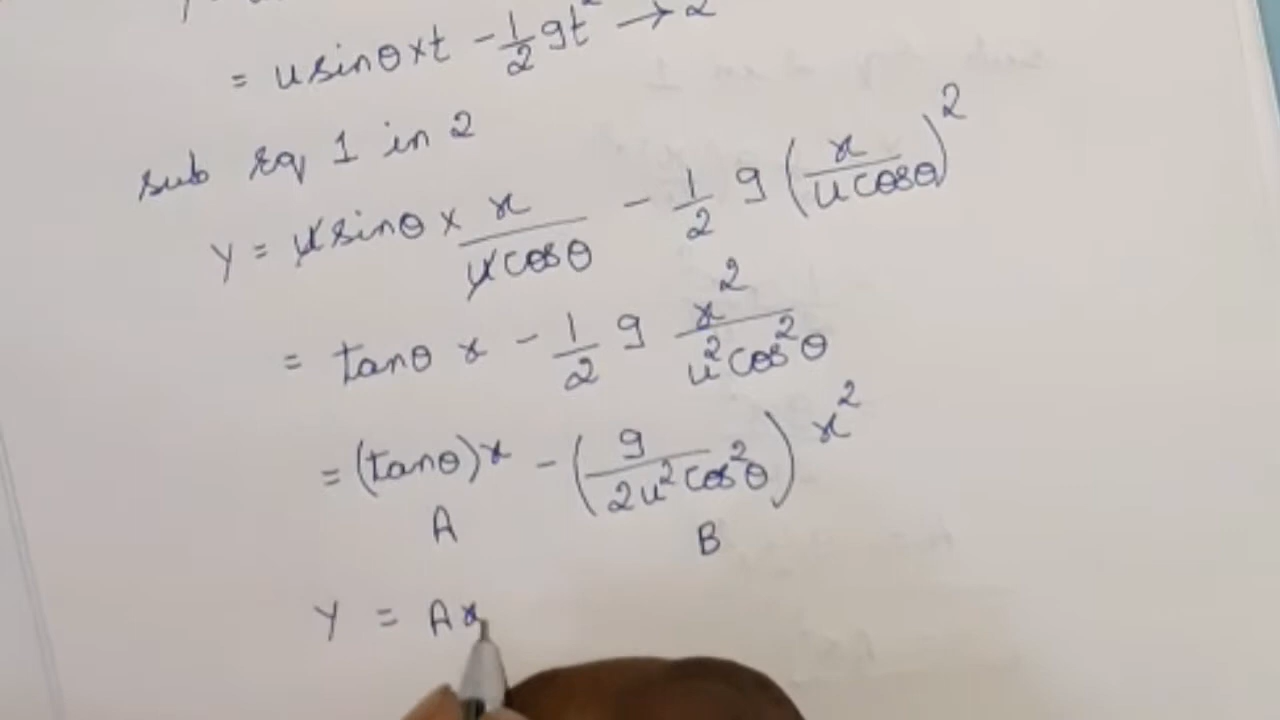 = u sinθ x t - 1/2 gt² → 2
sub Eq 1 in 2
y = u sinθ x x/(u cosθ) - 1/2 g (x/(u cosθ))²
= tanθ x - 1/2 g x²/(u² cos²θ)
= (tanθ)x - (g/(2u² cos²θ)) x²
A B
y = Ax